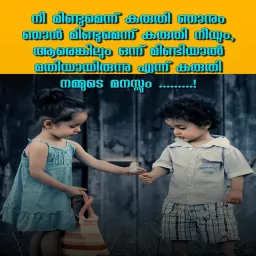 നീ മിണ്ടുമെന്ന് കരുതി ഞാനും
ഞാൻ മിണ്ടുമെന്ന് കരുതി നീയും,
ആരെങ്കിലും ഒന്ന് മിണ്ടിയാൽ
മതിയായിരുന്നു എന്ന് കരുതി
നമ്മുടെ മനസ്സും .........!